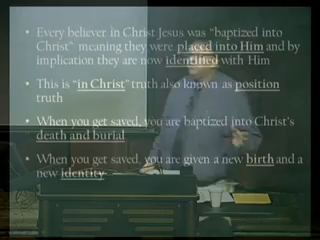 • Every believer in Christ Jesus was "baptized into
Christ" meaning they were placed into Him and by
implication they are now identified with Him
• This is "in Christ" truth also known as position
truth
• When you get saved, you are baptized into Christ's
death and burial
• When you get saved, you are given a new birth and a
new identity